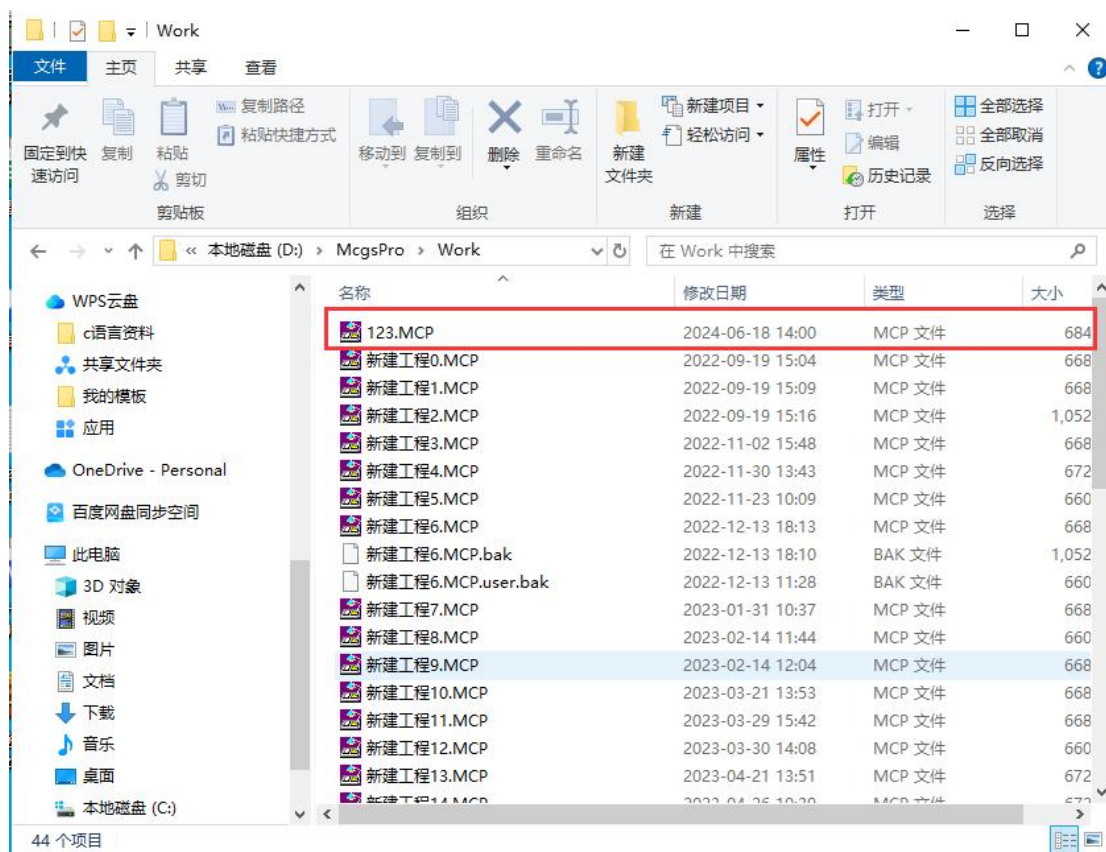 Work
文件 主页 共享 查看
固定到快速访问
复制
粘贴
复制路径
粘贴快捷方式
剪切
剪贴板
移动到 复制到 删除 重命名
组织
新建文件夹
新建项目
轻松访问
新建
属性
打开
编辑
历史记录
打开
全部选择
全部取消
反向选择
选择
« 本地磁盘 (D:) › McgsPro › Work
在 Work 中搜索
WPS云盘
c语言资料
共享文件夹
我的模板
应用
OneDrive - Personal
百度网盘同步空间
此电脑
3D 对象
视频
图片
文档
下载
音乐
桌面
本地磁盘 (C:)
名称 修改日期 类型 大小
123.MCP 2024-06-18 14:00 MCP 文件 684
新建工程0.MCP 2022-09-19 15:04 MCP 文件 668
新建工程1.MCP 2022-09-19 15:09 MCP 文件 668
新建工程2.MCP 2022-09-19 15:16 MCP 文件 1,052
新建工程3.MCP 2022-11-02 15:48 MCP 文件 668
新建工程4.MCP 2022-11-30 13:43 MCP 文件 672
新建工程5.MCP 2022-11-23 10:09 MCP 文件 660
新建工程6.MCP 2022-12-13 18:13 MCP 文件 668
新建工程6.MCP.bak 2022-12-13 18:10 BAK 文件 1,052
新建工程6.MCP.user.bak 2022-12-13 11:28 BAK 文件 660
新建工程7.MCP 2023-01-31 10:37 MCP 文件 668
新建工程8.MCP 2023-02-14 11:44 MCP 文件 660
新建工程9.MCP 2023-02-14 12:04 MCP 文件 668
新建工程10.MCP 2023-03-21 13:53 MCP 文件 668
新建工程11.MCP 2023-03-29 15:42 MCP 文件 668
新建工程12.MCP 2023-03-30 14:08 MCP 文件 660
新建工程13.MCP 2023-04-21 13:51 MCP 文件 672
44 个项目